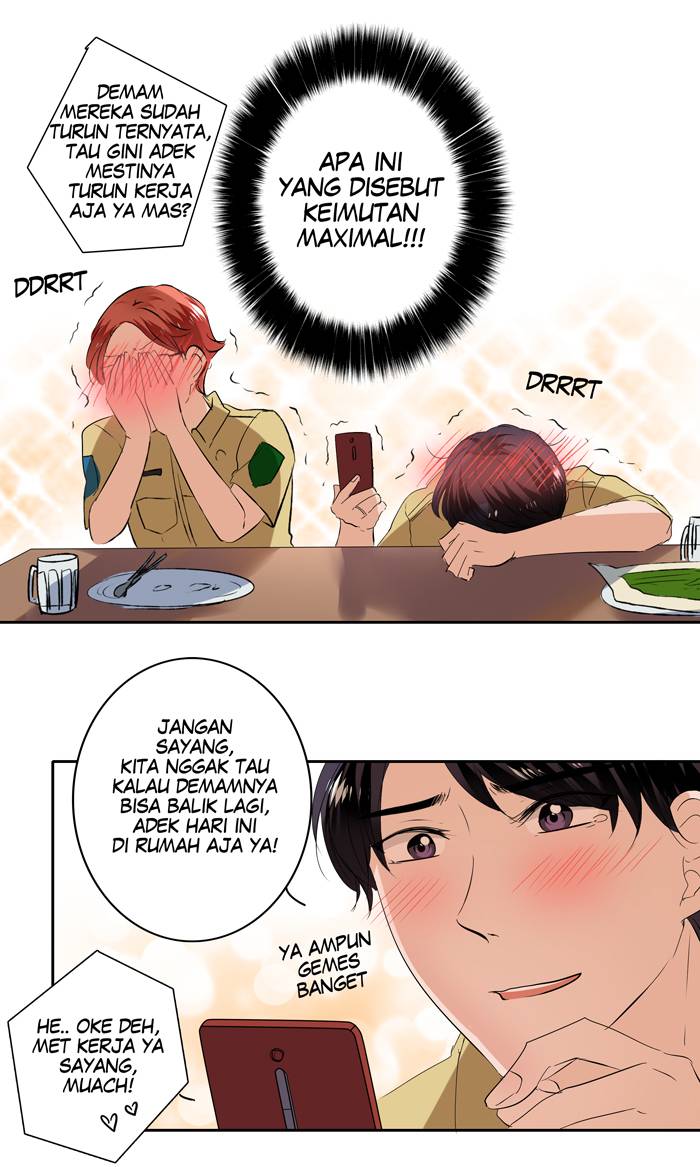 DEMAM
MEREKA SUDAH
TURUN TERNYATA,
TAU GINI ADEK
MESTINYA
TURUN KERJA
AJA YA MAS?
APA INI
YANG DISEBUT
KEIMUTAN
MAXIMAL!!!
DDRRT
DRRRT
JANGAN
SAYANG,
KITA NGGAK TAU
KALAU DEMAMNYA
BISA BALIK LAGI,
ADEK HARI INI
DI RUMAH AJA YA!
YA AMPUN
GEMES
BANGET
HE.. OKE DEH,
MET KERJA YA
SAYANG,
MUACH!